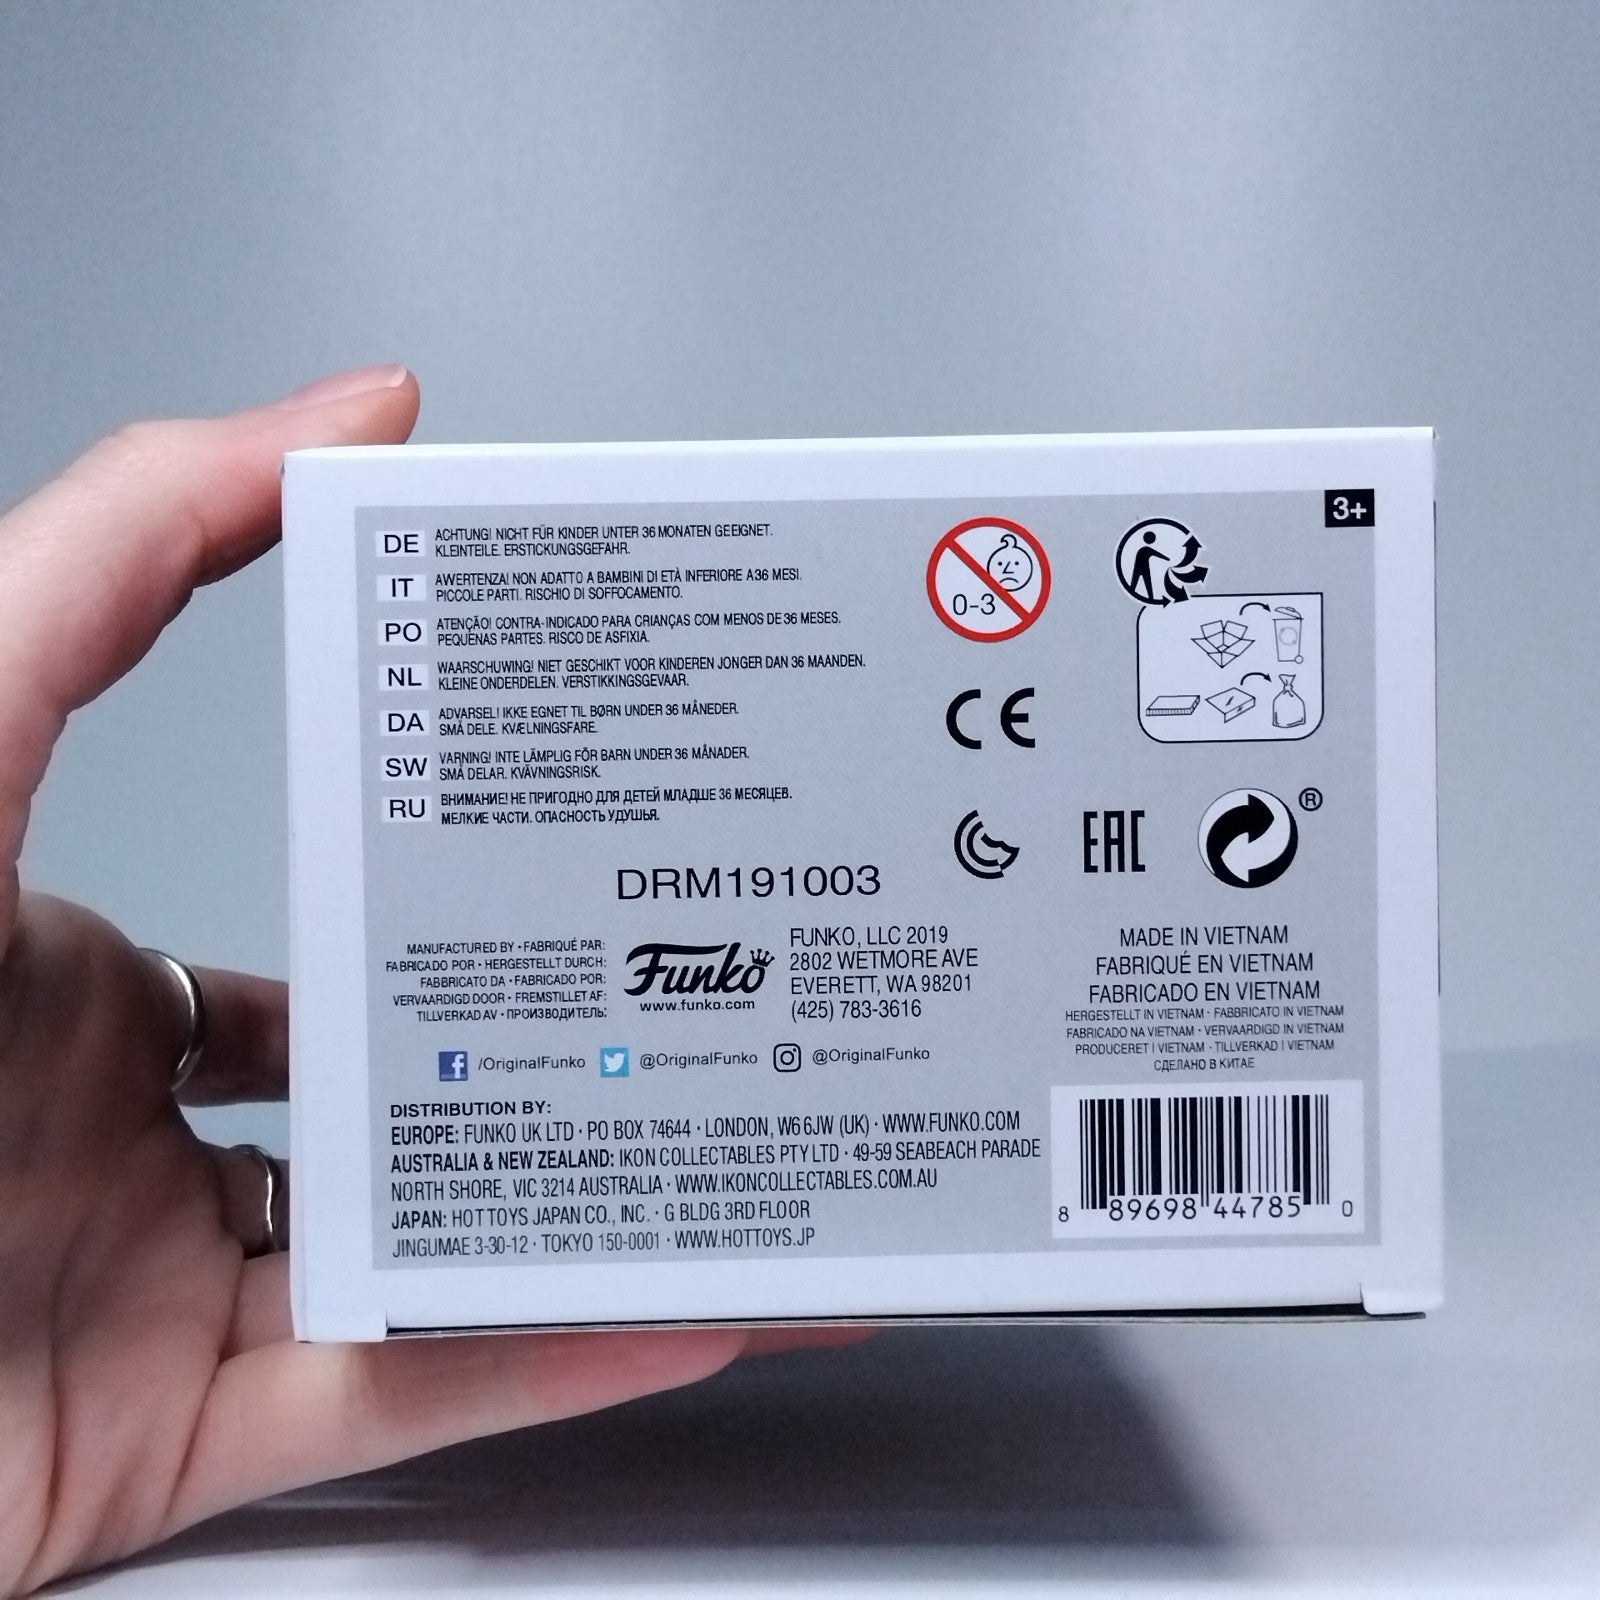 3+
DE ACHTUNG! NICHT FÜR KINDER UNTER 36 MONATEN GEEIGNET.
KLEINTEILE. ERSTICKUNGSGEFAHR.
IT AWERTENZA! NON ADATTO A BAMBINI DI ETÀ INFERIORE A 36 MESI.
PICCOLE PARTI. RISCHIO DI SOFFOCAMENTO.
PO ATENÇÃO! CONTRA-INDICADO PARA CRIANÇAS COM MENOS DE 36 MESES.
PEQUENAS PARTES. RISCO DE ASFIXIA.
NL WAARSCHUWING! NIET GESCHIKT VOOR KINDEREN JONGER DAN 36 MAANDEN.
KLEINE ONDERDELEN. VERSTIKKINGSGEVAAR.
DA ADVARSEL! IKKE EGNET TIL BØRN UNDER 36 MÅNEDER.
SMÅ DELE. KVÆLNINGSFARE.
SW VARNING! INTE LÄMPLIG FÖR BARN UNDER 36 MÅNADER.
SMÅ DELAR. KVÄVNINGSRISK.
RU ВНИМАНИЕ! НЕ ПРИГОДНО ДЛЯ ДЕТЕЙ МЛАДШЕ 36 МЕСЯЦЕВ.
МЕЛКИЕ ЧАСТИ. ОПАСНОСТЬ УДУШЬЯ.
0-3
CE
EAC
®
DRM191003
MANUFACTURED BY • FABRIQUÉ PAR:
FABRICADO POR • HERGESTELLT DURCH:
FABBRICATO DA • FABRICADO POR:
VERVAARDIGD DOOR • FREMSTILLET AF:
TILLVERKAD AV • ПРОИЗВОДИТЕЛЬ:
Funko
www.funko.com
FUNKO, LLC 2019
2802 WETMORE AVE
EVERETT, WA 98201
(425) 783-3616
MADE IN VIETNAM
FABRIQUÉ EN VIETNAM
FABRICADO EN VIETNAM
HERGESTELLT IN VIETNAM · FABBRICATO IN VIETNAM
FABRICADO NA VIETNAM · VERVAARDIGD IN VIETNAM
PRODUCERET I VIETNAM · TILLVERKAD I VIETNAM
СДЕЛАНО В КИТАЕ
f /OriginalFunko @OriginalFunko @OriginalFunko
DISTRIBUTION BY:
EUROPE: FUNKO UK LTD · PO BOX 74644 · LONDON, W6 6JW (UK) · WWW.FUNKO.COM
AUSTRALIA & NEW ZEALAND: IKON COLLECTABLES PTY LTD · 49-59 SEABEACH PARADE
NORTH SHORE, VIC 3214 AUSTRALIA · WWW.IKONCOLLECTABLES.COM.AU
JAPAN: HOT TOYS JAPAN CO., INC. · G BLDG 3RD FLOOR
JINGUMAE 3-30-12 · TOKYO 150-0001 · WWW.HOTTOYS.JP
8 89698 44785 0